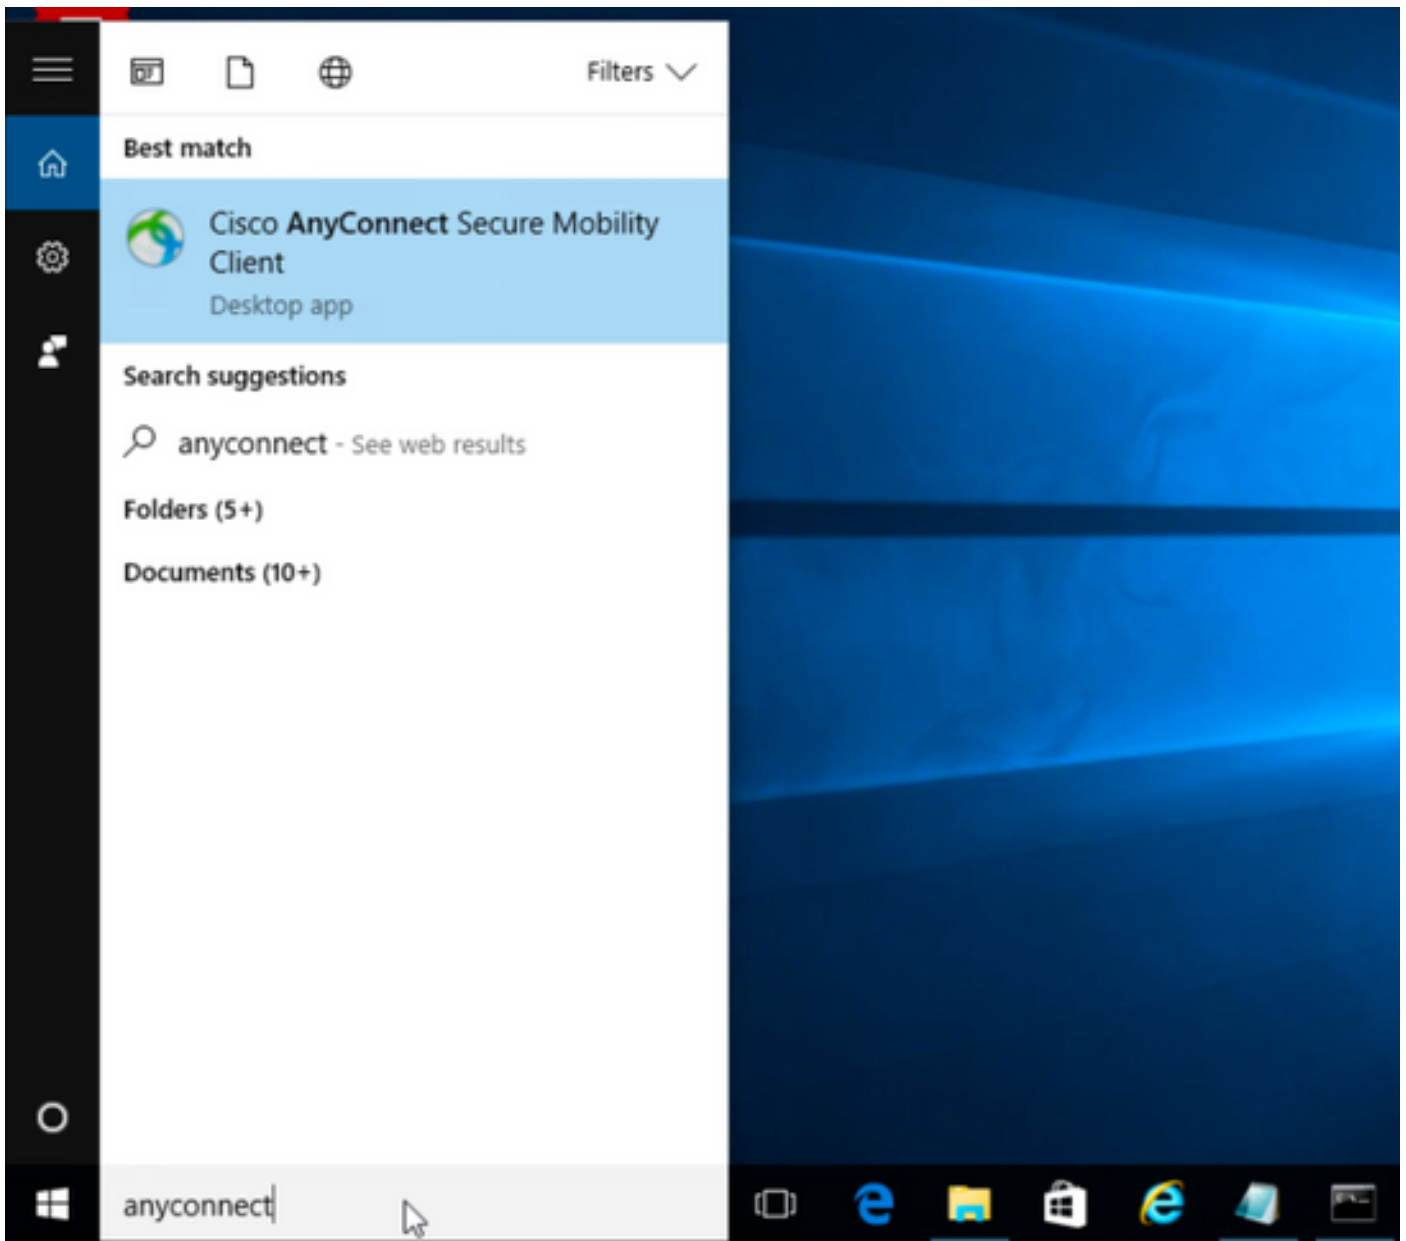 Filters
Best match
Cisco AnyConnect Secure Mobility
Client
Desktop app
Search suggestions
anyconnect - See web results
Folders (5+)
Documents (10+)
anyconnect